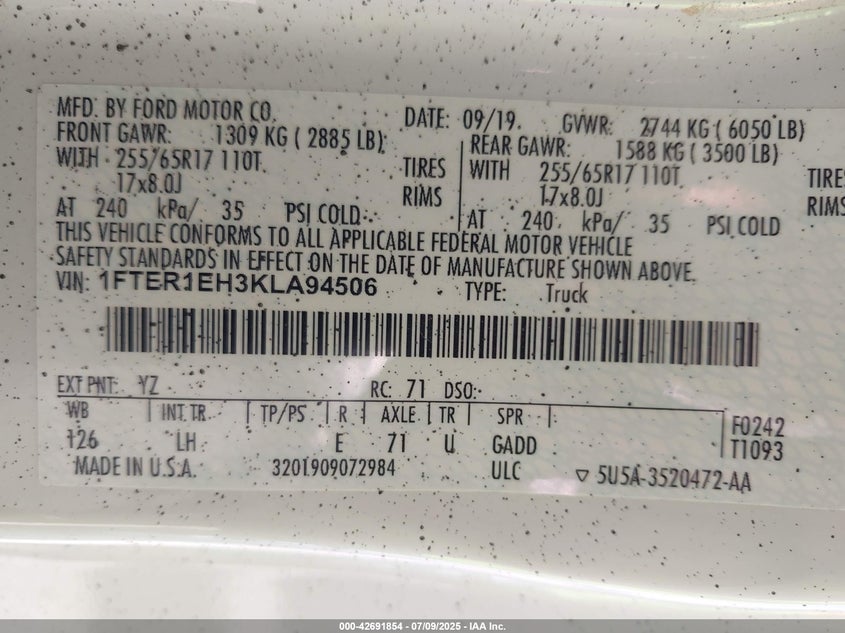 MFD. BY FORD MOTOR CO. DATE: 09/19. GVWR: 2744 KG ( 6050 LB)
FRONT GAWR: 1309 KG ( 2885 LB) REAR GAWR: 1588 KG ( 3500 LB)
WITH 255/65R17 110T. TIRES WITH 255/65R17 110T. TIRES
17x8.0J RIMS 17x8.0J RIMS
AT 240 kPa/ 35 PSI COLD AT 240 kPa/ 35 PSI COLD
THIS VEHICLE CONFORMS TO ALL APPLICABLE FEDERAL MOTOR VEHICLE
SAFETY STANDARDS IN EFFECT ON THE DATE OF MANUFACTURE SHOWN ABOVE.
VIN: 1FTER1EH3KLA94506 TYPE: Truck
EXT PNT: YZ RC: 71 DSO:
WB INT TR. TP/PS R AXLE TR SPR F0242
126 LH E 71 U GADD T1093
MADE IN U.S.A. 3201909072984 ULC ▽ 5U5A-3520472-AA
000-42691854 / 07/09/2025 - IAA Inc.